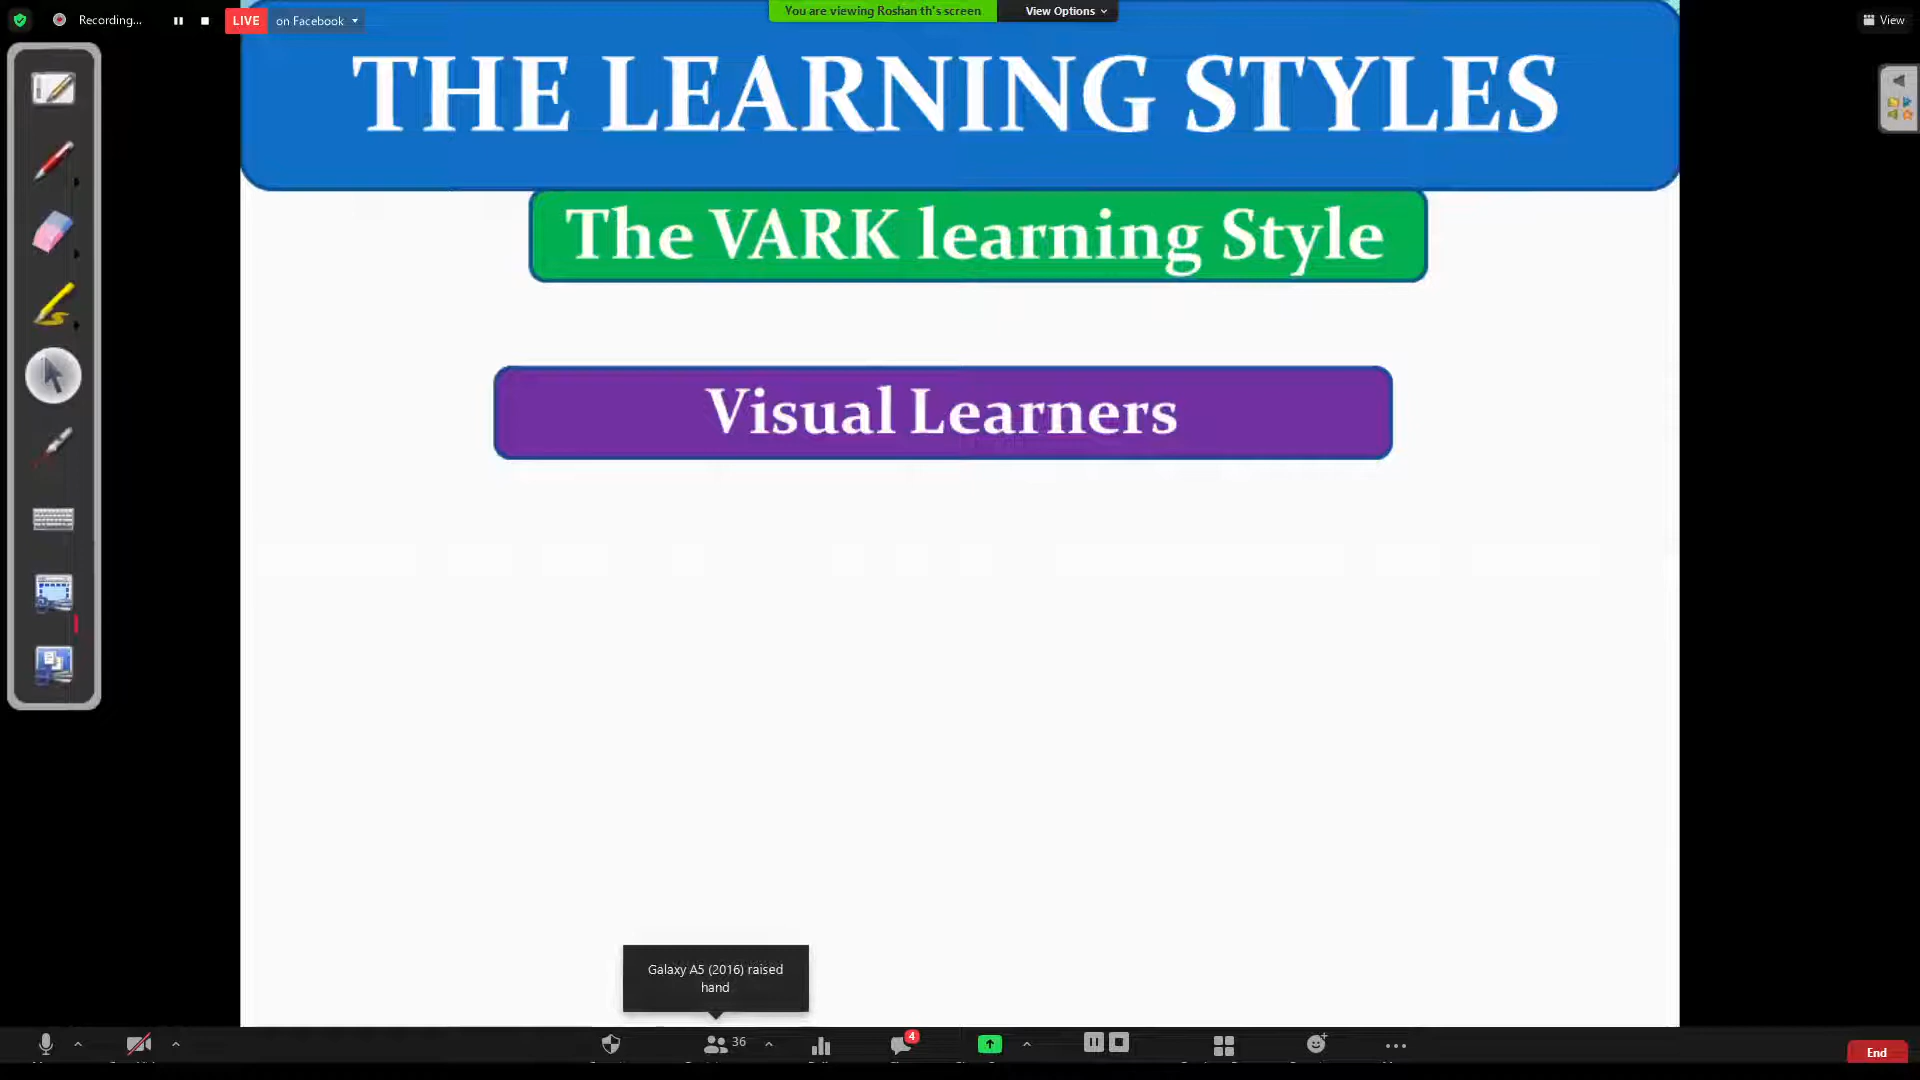 Recording...
LIVE on Facebook
You are viewing Roshan th's screen
View Options
View
THE LEARNING STYLES
The VARK learning Style
Visual Learners
Galaxy A5 (2016) raised
hand
36
4
End